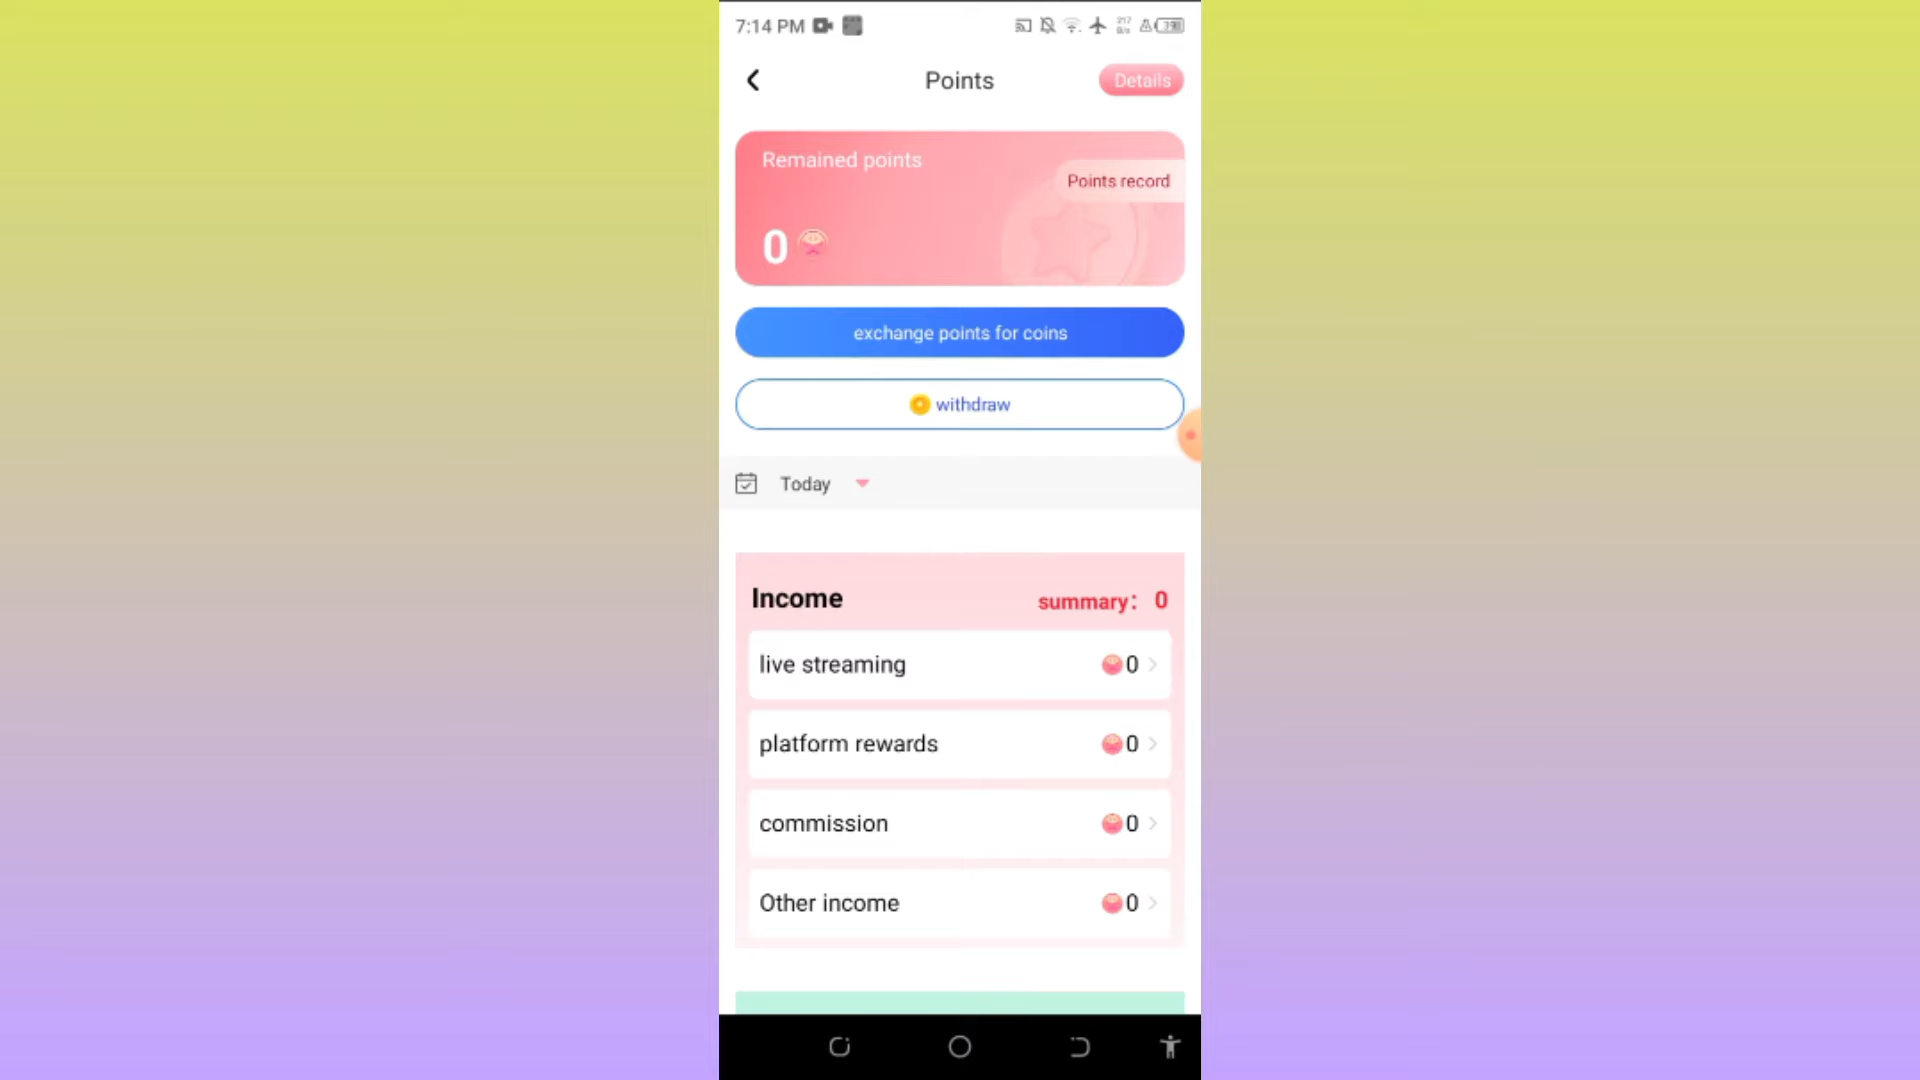 7:14 PM
Points
Details
Remained points
Points record
0
exchange points for coins
withdraw
Today
Income
summary: 0
live streaming
0
platform rewards
0
commission
0
Other income
0